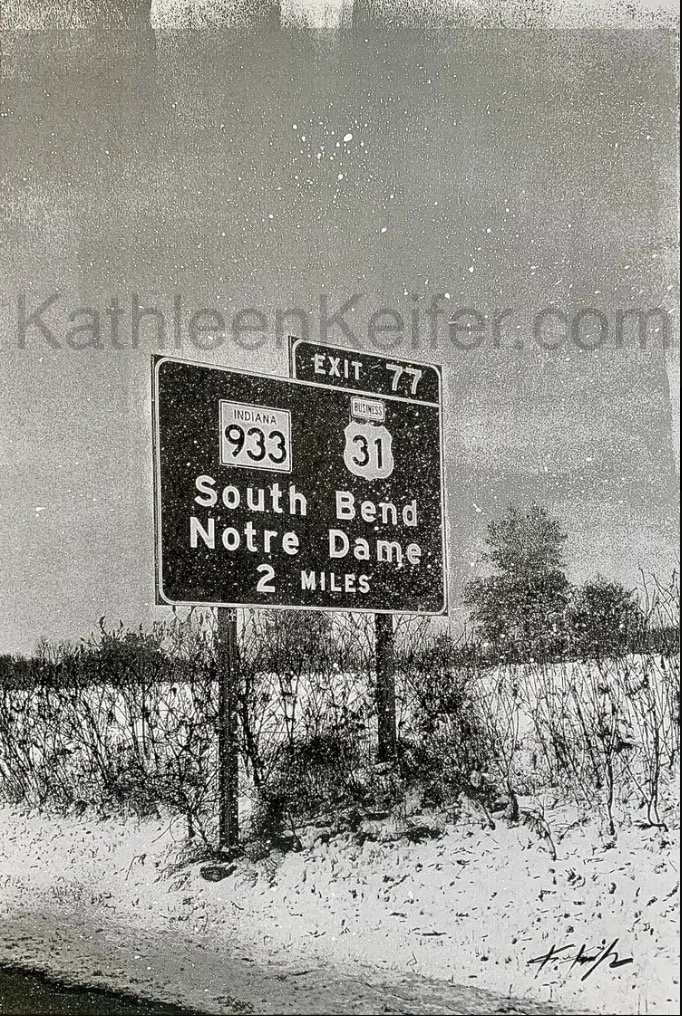 KathleenKeifer.com
EXIT 77
INDIANA
933
BUSINESS
31
South Bend
Notre Dame
2 MILES